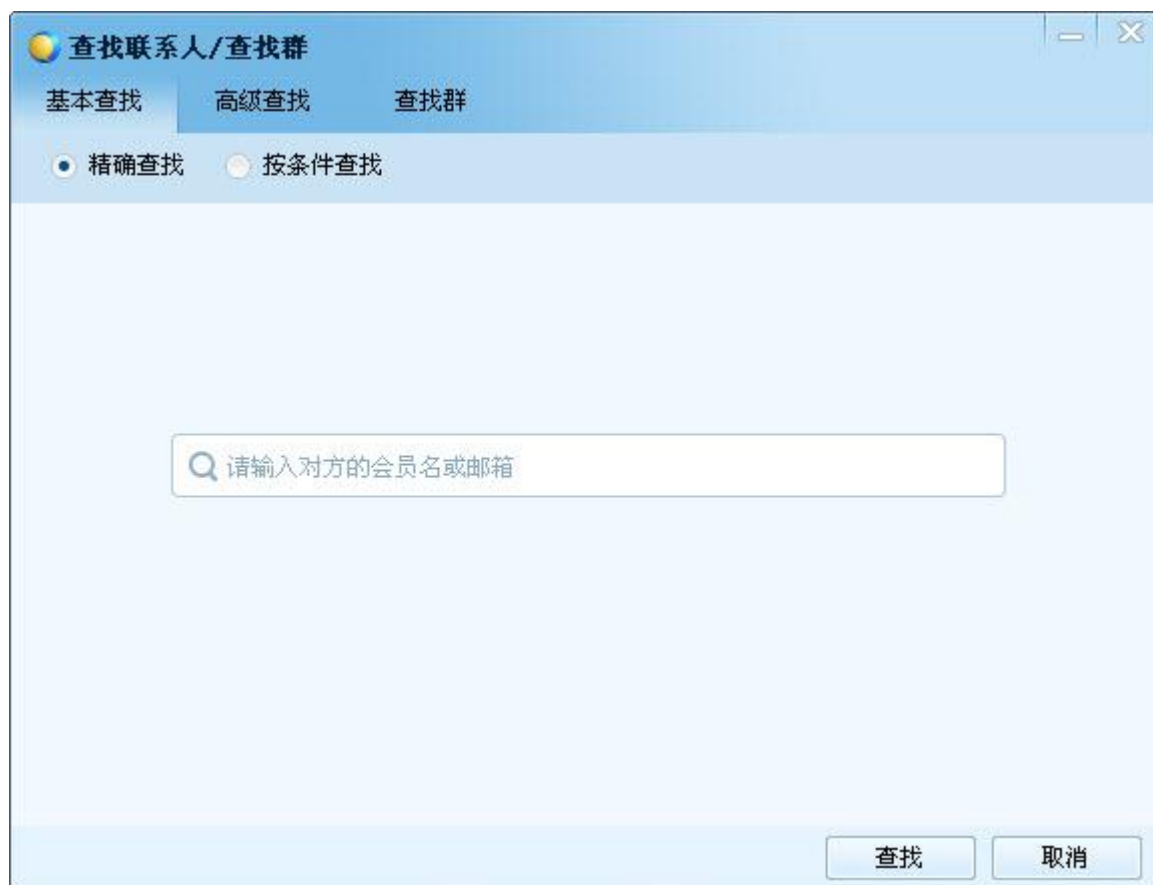 查找联系人/查找群
基本查找 高级查找 查找群
精确查找 按条件查找
请输入对方的会员名或邮箱
查找 取消